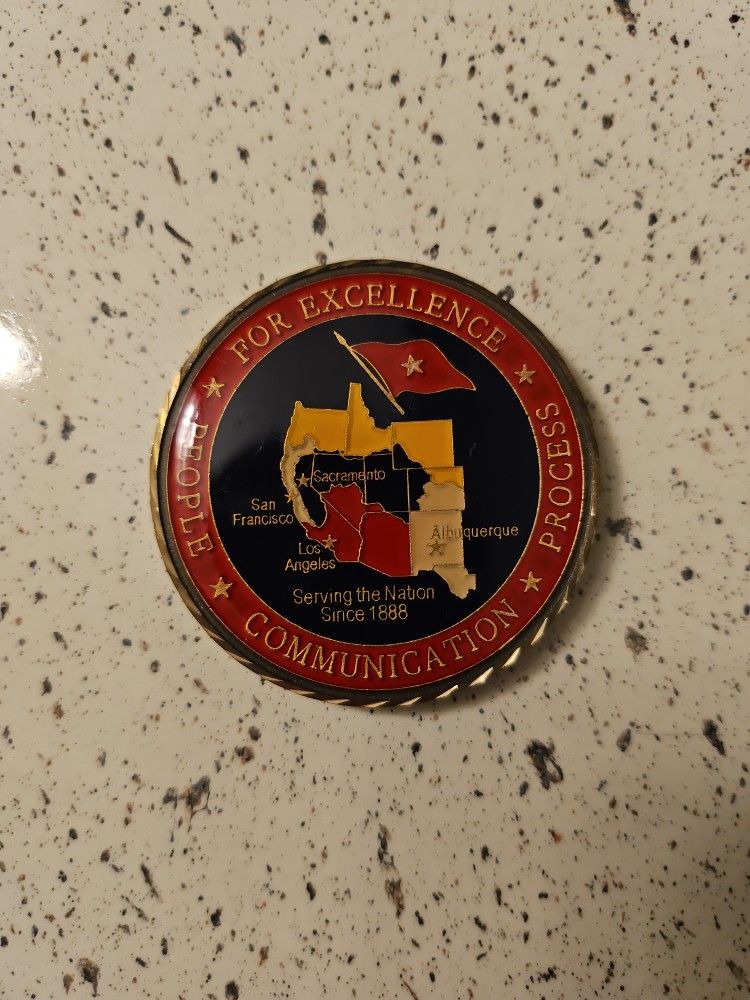 FOR EXCELLENCE
PEOPLE
PROCESS
COMMUNICATION
Sacramento
San
Francisco
Los
Angeles
Albuquerque
Serving the Nation
Since 1888